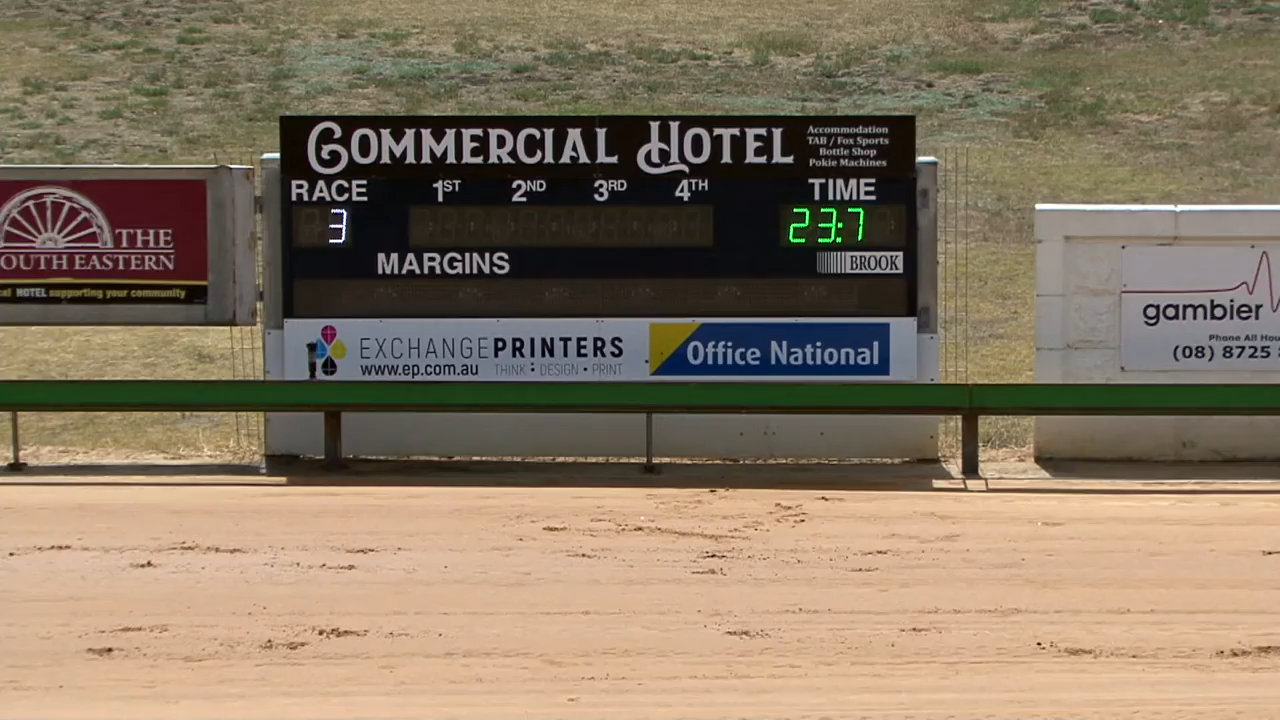 COMMERCIAL HOTEL
Accommodation
TAB / Fox Sports
Bottle Shop
Pokie Machines
RACE 1ST 2ND 3RD 4TH TIME
3 23:7
MARGINS
BROOK
THE
OUTH EASTERN
HOTEL supporting your community
EXCHANGEPRINTERS
www.ep.com.au THINK : DESIGN • PRINT
Office National
gambier
Phone All Hou
(08) 8725